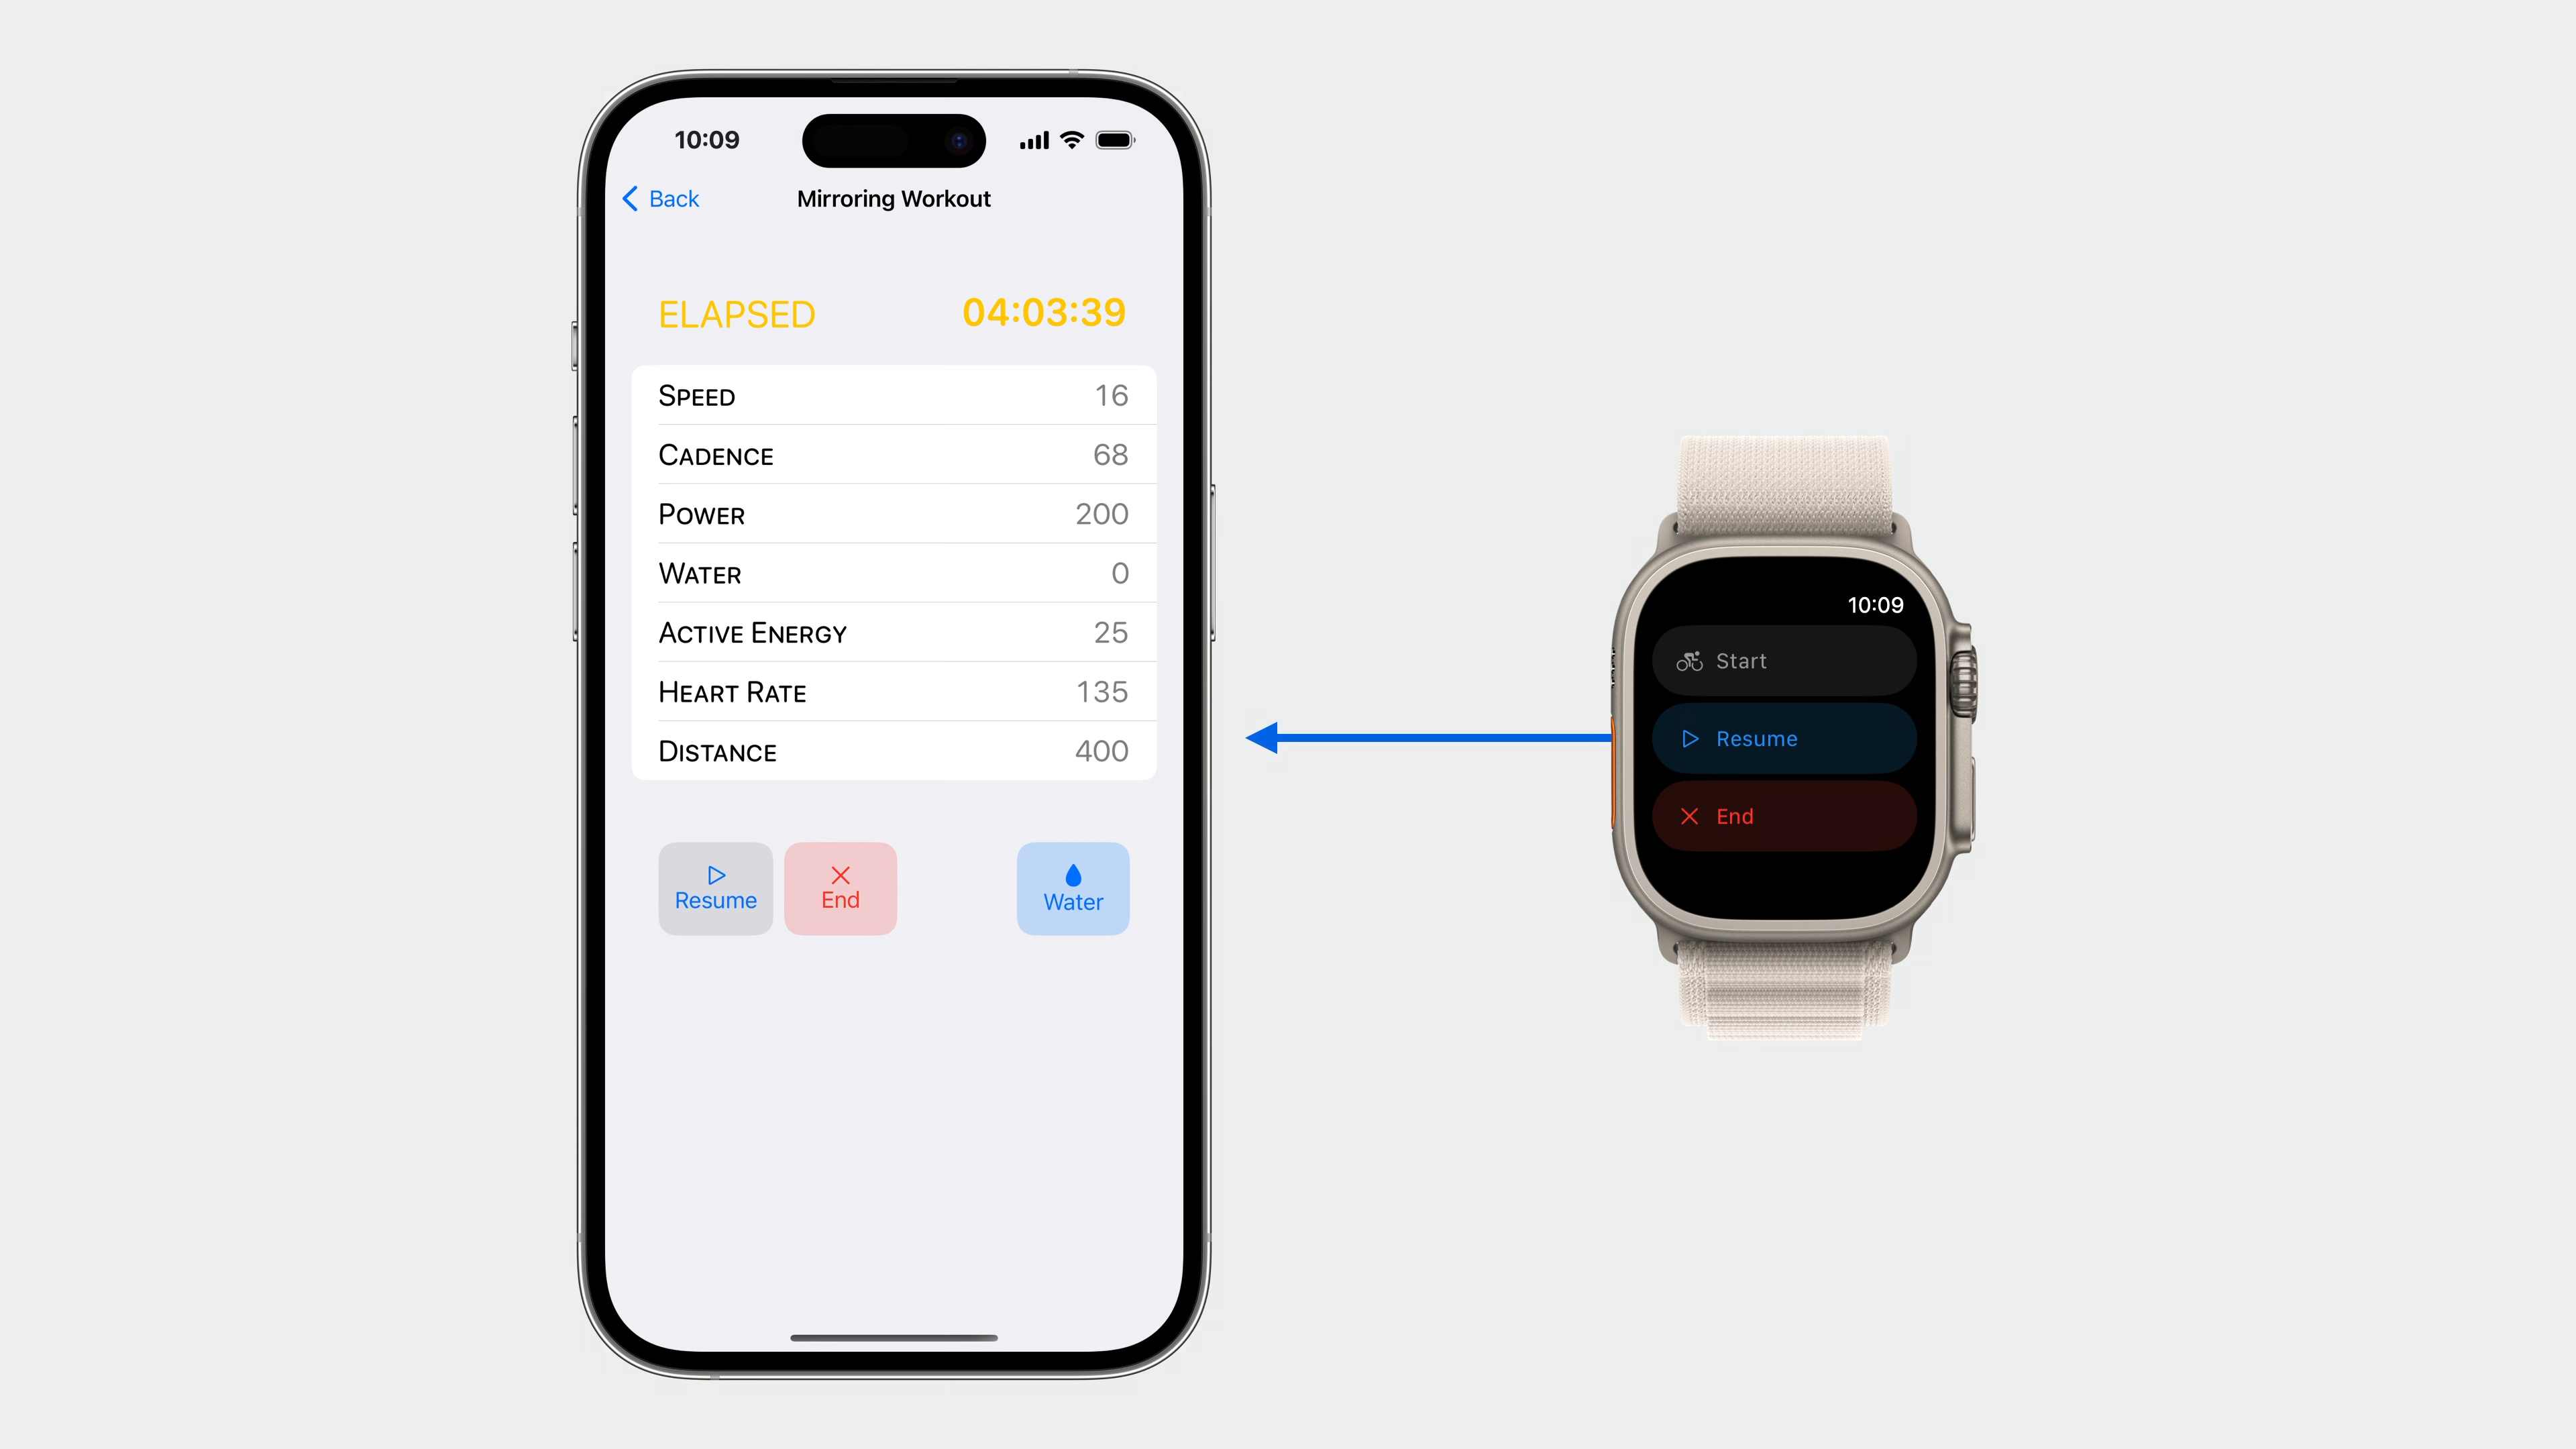 10:09
Back
Mirroring Workout
ELAPSED 04:03:39
SPEED 16
CADENCE 68
POWER 200
WATER 0
ACTIVE ENERGY 25
HEART RATE 135
DISTANCE 400
Resume
End
Water
10:09
Start
Resume
End